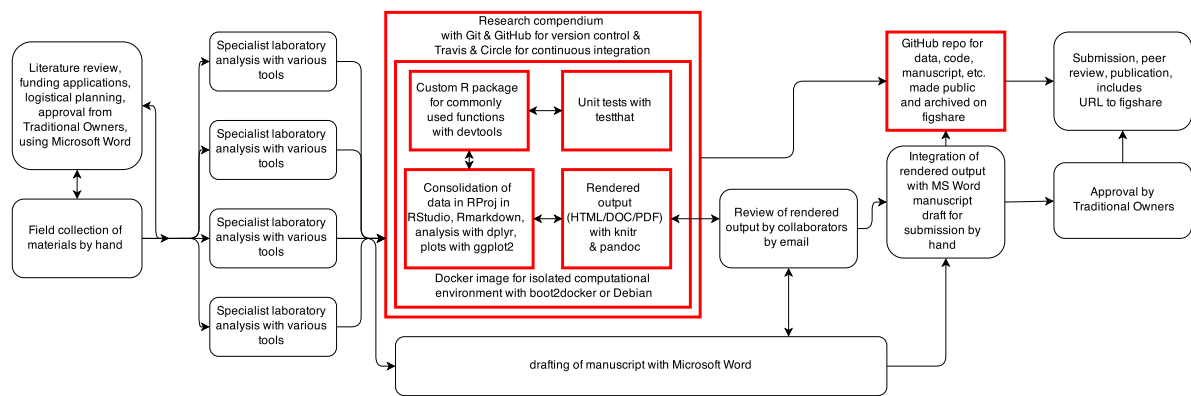 Literature review,
funding applications,
logistical planning,
approval from
Traditional Owners,
using Microsoft Word
Field collection of
materials by hand
Specialist laboratory
analysis with various
tools
Specialist laboratory
analysis with various
tools
Specialist laboratory
analysis with various
tools
Specialist laboratory
analysis with various
tools
Research compendium
with Git & GitHub for version control &
Travis & Circle for continuous integration
Custom R package
for commonly
used functions
with devtools
Unit tests with
testthat
Consolidation of
data in RProj in
RStudio, Rmarkdown,
analysis with dplyr,
plots with ggplot2
Rendered
output
(HTML/DOC/PDF)
with knitr
& pandoc
Docker image for isolated computational
environment with boot2docker or Debian
drafting of manuscript with Microsoft Word
Review of rendered
output by collaborators
by email
GitHub repo for
data, code,
manuscript, etc.
made public
and archived on
figshare
Integration of
rendered output
with MS Word
manuscript
draft for
submission by
hand
Submission, peer
review, publication,
includes
URL to figshare
Approval by
Traditional Owners